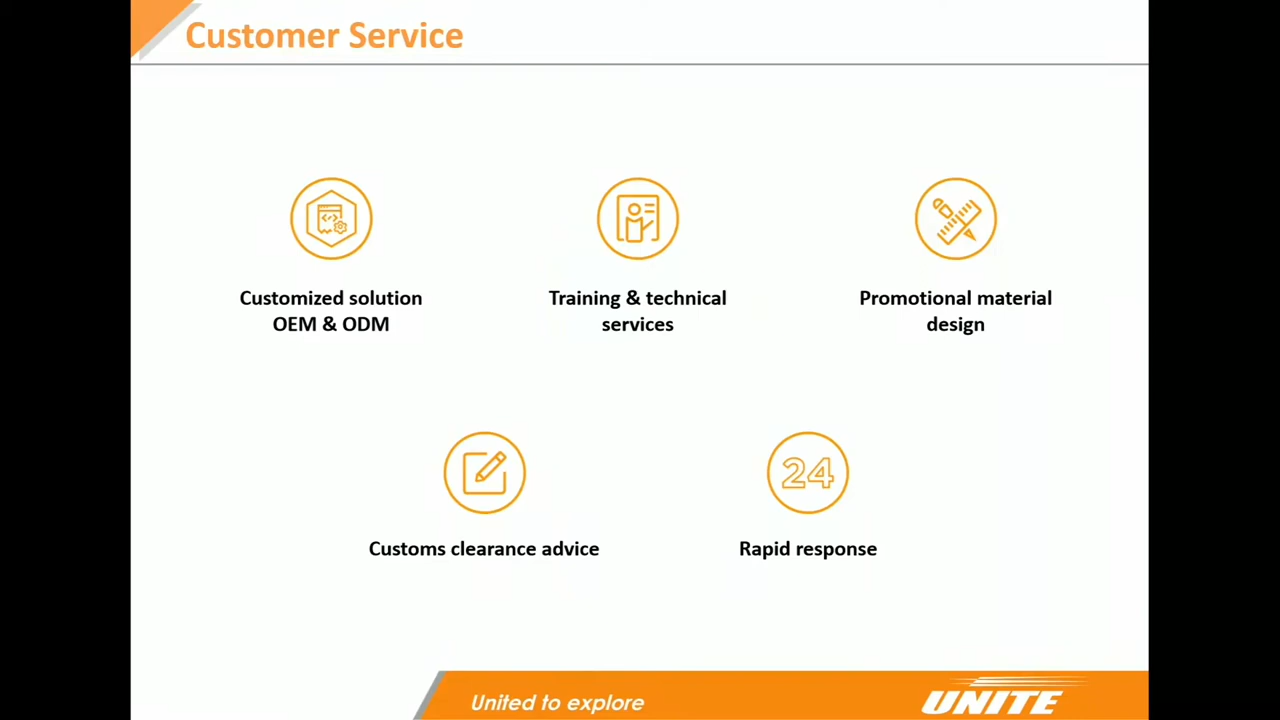 Customer Service
Customized solution
OEM & ODM
Training & technical
services
Promotional material
design
24
Customs clearance advice
Rapid response
United to explore
UNITE